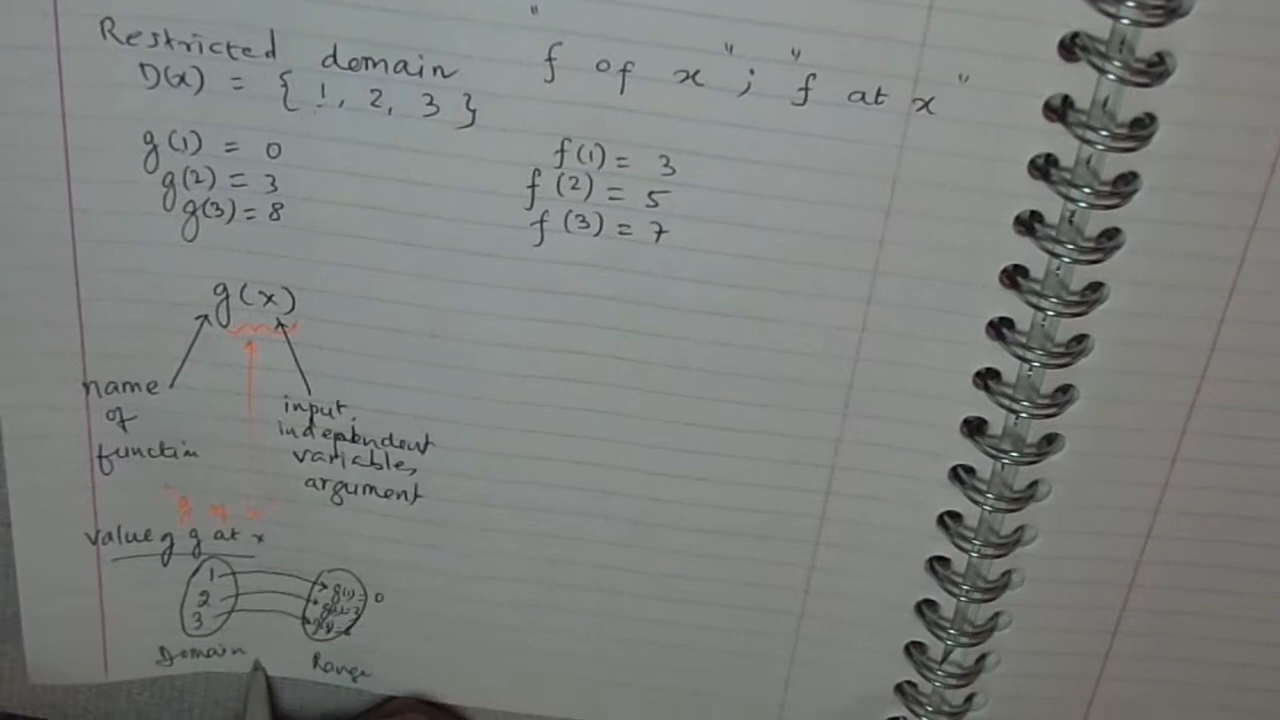 Restricted domain "f of x"; "f at x"
D(x) = {1, 2, 3}
g(1) = 0
g(2) = 3
g(3) = 8
f(1) = 3
f(2) = 5
f(3) = 7
g(x)
name
of
function
input,
independent
variable,
argument
value of g at x
1
2
3
g(1)=0
Domain
Range